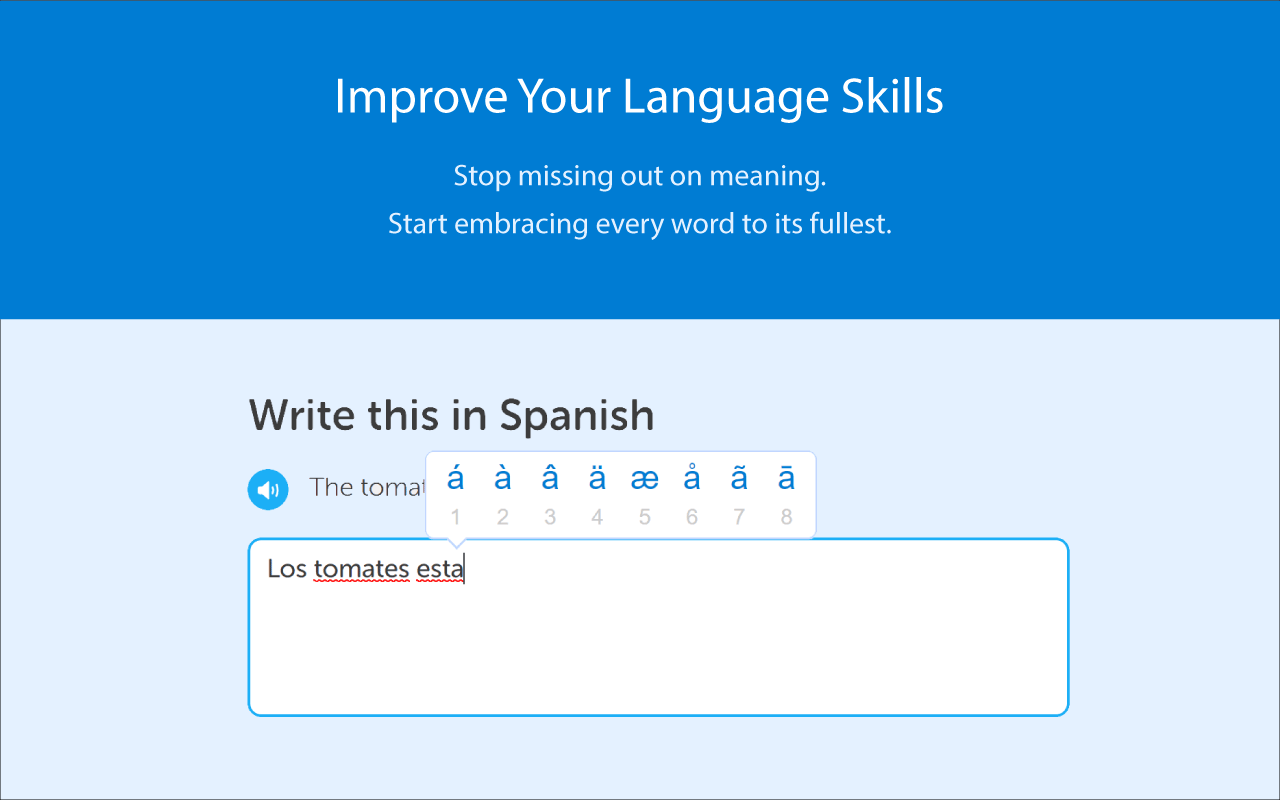 Improve Your Language Skills
Stop missing out on meaning.
Start embracing every word to its fullest.
Write this in Spanish
á à â ä æ å ã ā
1 2 3 4 5 6 7 8
The
Los tomates esta